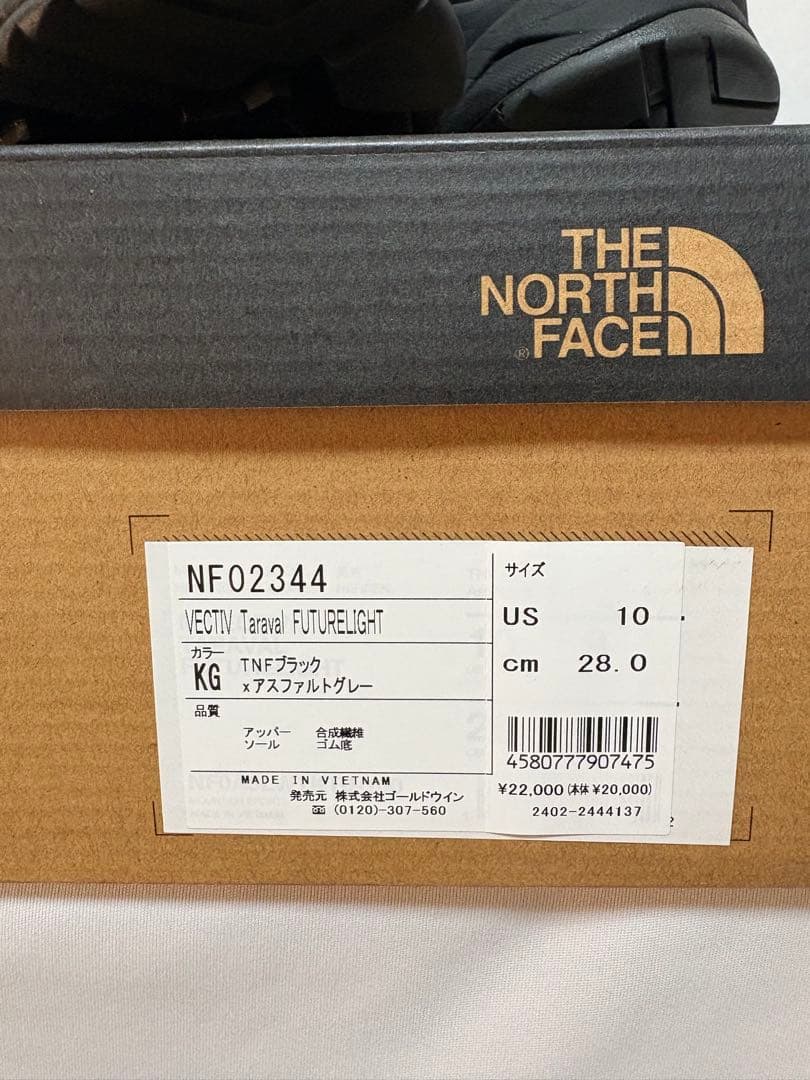 THE
NORTH
FACE
®
NF02344
VECTIV Taraval FUTURELIGHT
カラー
KG
TNFブラック
xアスファルトグレー
品質
アッパー 合成繊維
ソール ゴム底
MADE IN VIETNAM
発売元 株式会社ゴールドウイン
☎ (0120)-307-560
サイズ
US 10
cm 28.0
4580777907475
¥22,000(本体 ¥20,000)
2402-2444137